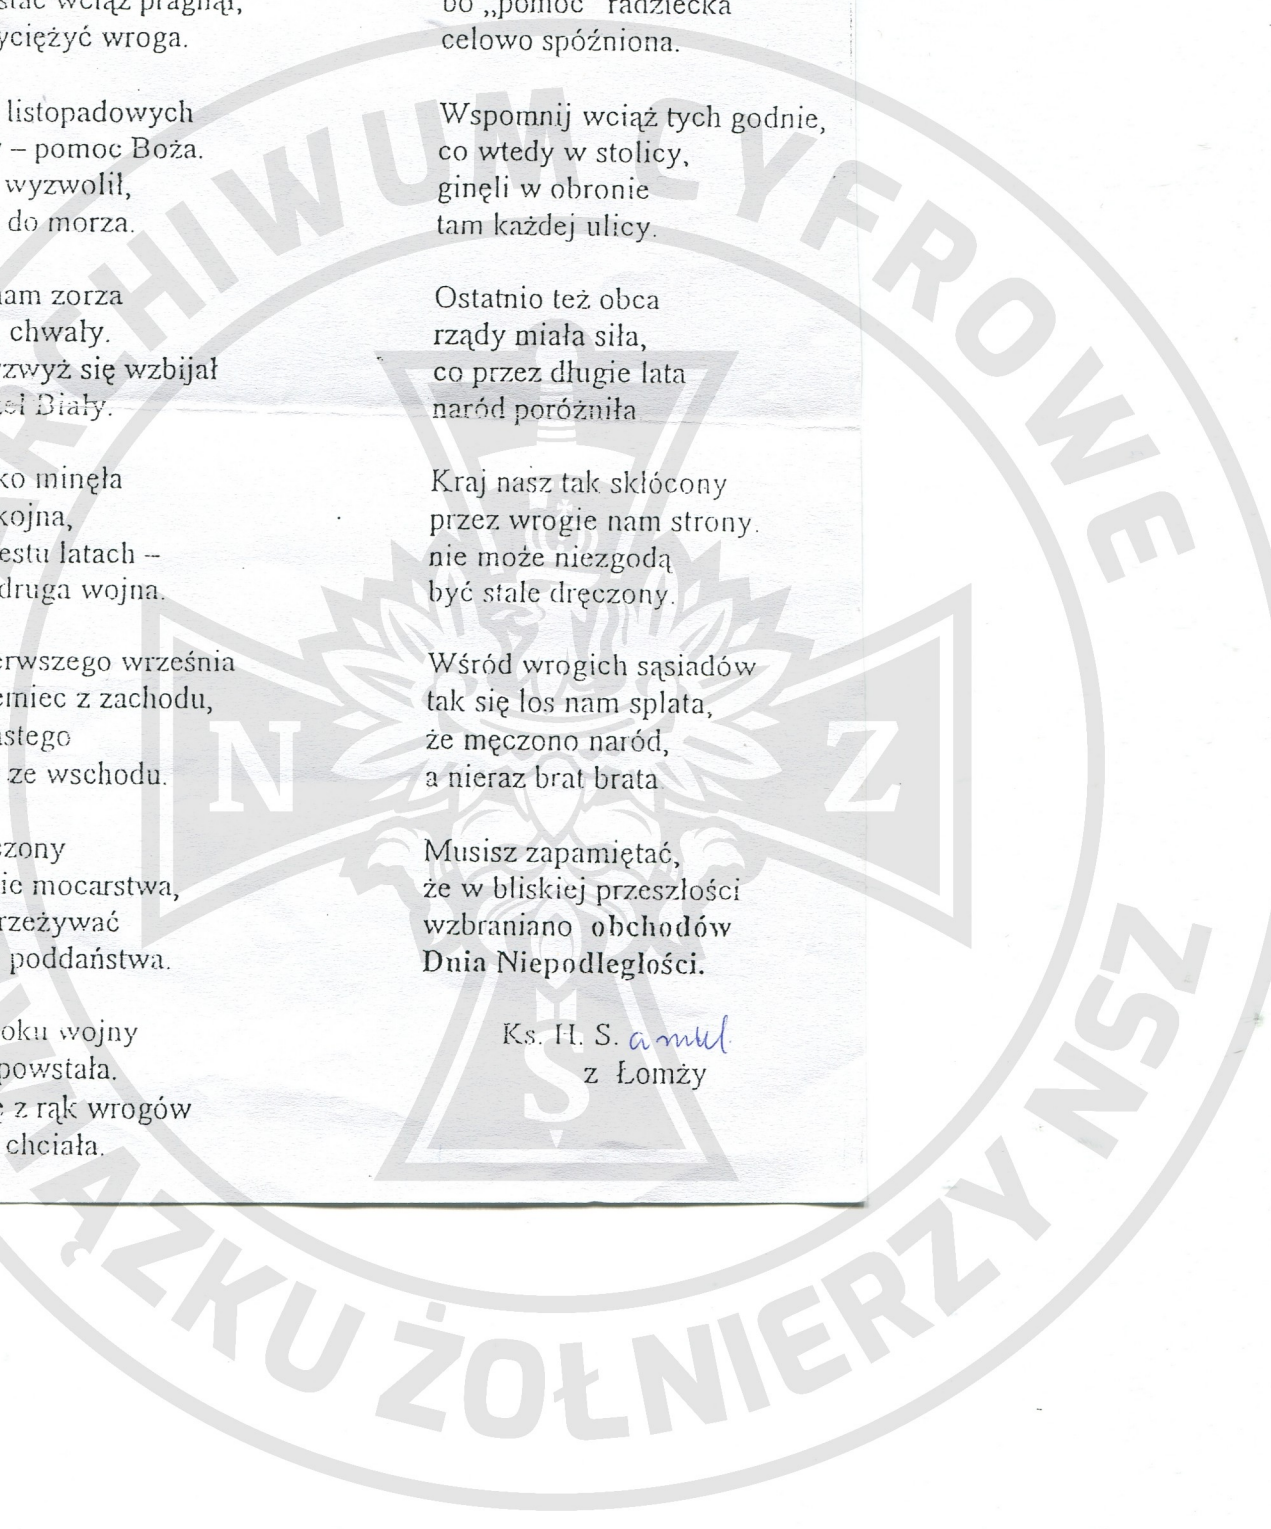 wciąż pragnął,
wroga.
listopadowych
– pomoc Boża.
wyzwolił,
do morza.
zorza
chwały.
się wzbijał
Biały.
minęła
latach –
druga wojna.
września
z zachodu,
ze wschodu.
mocarstwa,
poddaństwa.
wojny
powstała.
z rąk wrogów
chciała.
bo „pomoc” radziecka
celowo spóźniona.
Wspomnij wciąż tych godnie,
co wtedy w stolicy,
ginęli w obronie
tam każdej ulicy.
Ostatnio też obca
rządy miała siła,
co przez długie lata
naród poróżniła
Kraj nasz tak skłócony
przez wrogie nam strony.
nie może niezgodą
być stale dręczony.
Wśród wrogich sąsiadów
tak się los nam splata,
że męczono naród,
a nieraz brat brata.
Musisz zapamiętać,
że w bliskiej przeszłości
wzbraniano obchodów
Dnia Niepodległości.
Ks. H. S.
z Łomży
ARCHIWUM CYFROWE
ZWIĄZKU ŻOŁNIERZY NSZ
N
Z
S